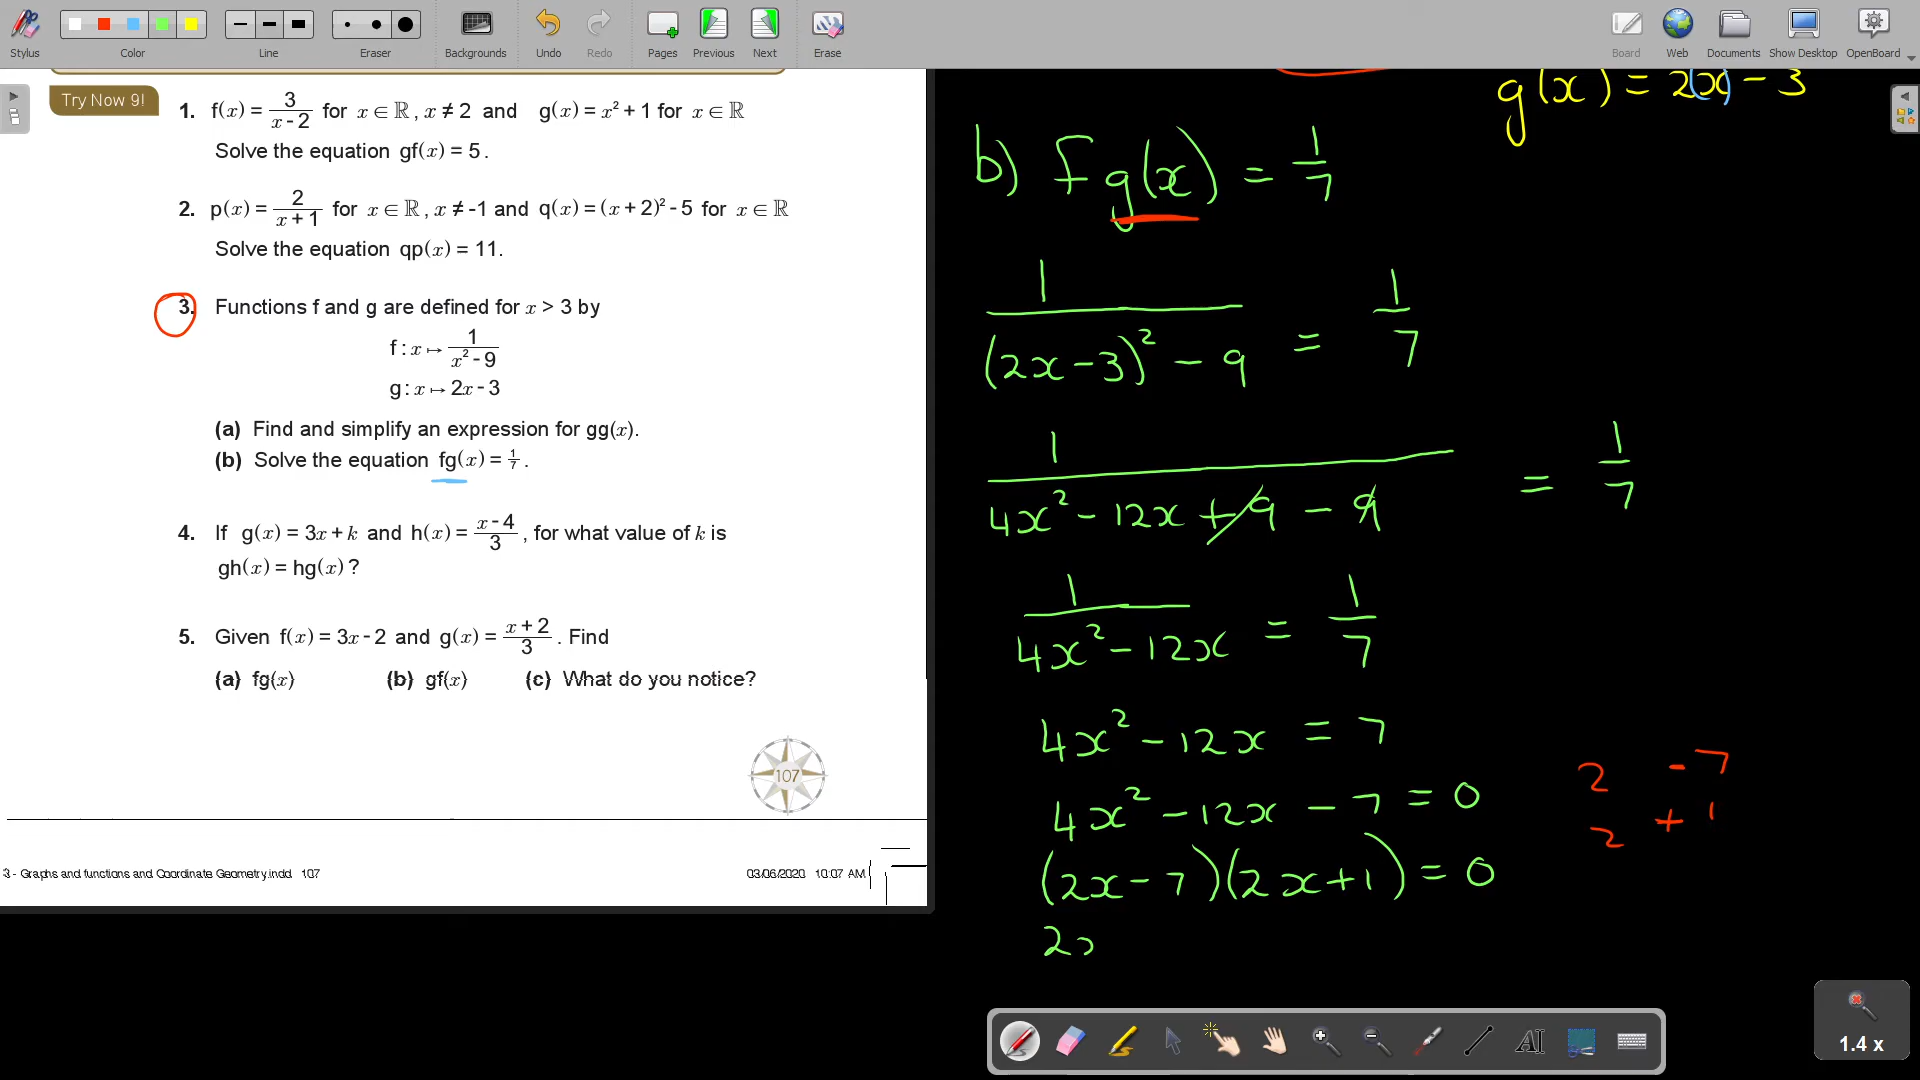 Stylus Color Line Eraser Backgrounds Undo Redo Pages Previous Next Erase Board Web Documents Show Desktop OpenBoard
Try Now 9!
1. f(x) = 3/(x - 2) for x ∈ ℝ, x ≠ 2 and g(x) = x² + 1 for x ∈ ℝ
Solve the equation gf(x) = 5.
2. p(x) = 2/(x + 1) for x ∈ ℝ, x ≠ -1 and q(x) = (x + 2)² - 5 for x ∈ ℝ
Solve the equation qp(x) = 11.
3. Functions f and g are defined for x > 3 by
f : x ↦ 1/(x² - 9)
g : x ↦ 2x - 3
(a) Find and simplify an expression for gg(x).
(b) Solve the equation fg(x) = 1/7.
4. If g(x) = 3x + k and h(x) = (x - 4)/3, for what value of k is
gh(x) = hg(x)?
5. Given f(x) = 3x - 2 and g(x) = (x + 2)/3. Find
(a) fg(x) (b) gf(x) (c) What do you notice?
107
3 - Graphs and functions and Coordinate Geometry.indd 107
03/06/2020 10:07 AM
g(x) = 2(x) - 3
b) f g(x) = 1/7
1/((2x - 3)² - 9) = 1/7
1/(4x² - 12x + 9 - 9) = 1/7
1/(4x² - 12x) = 1/7
4x² - 12x = 7
4x² - 12x - 7 = 0
(2x - 7)(2x + 1) = 0
2 - 7
2 + 1
1.4 x